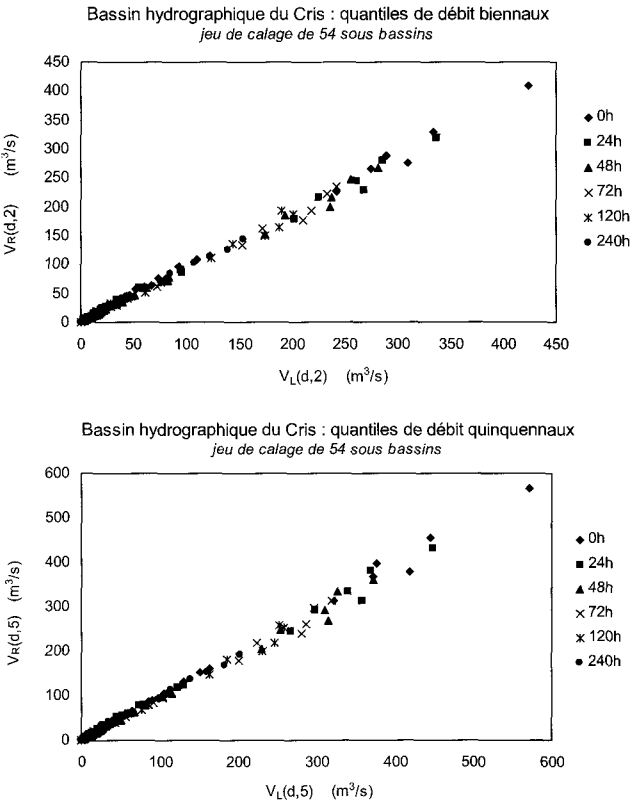 Bassin hydrographique du Cris : quantiles de débit biennaux
jeu de calage de 54 sous bassins
450
400
350
300
250
200
150
100
50
0
V_R(d,2) (m³/s)
0 50 100 150 200 250 300 350 400 450
V_L(d,2) (m³/s)
0h
24h
48h
72h
120h
240h
Bassin hydrographique du Cris : quantiles de débit quinquennaux
jeu de calage de 54 sous bassins
600
500
400
300
200
100
0
V_R(d,5) (m³/s)
0 100 200 300 400 500 600
V_L(d,5) (m³/s)
0h
24h
48h
72h
120h
240h